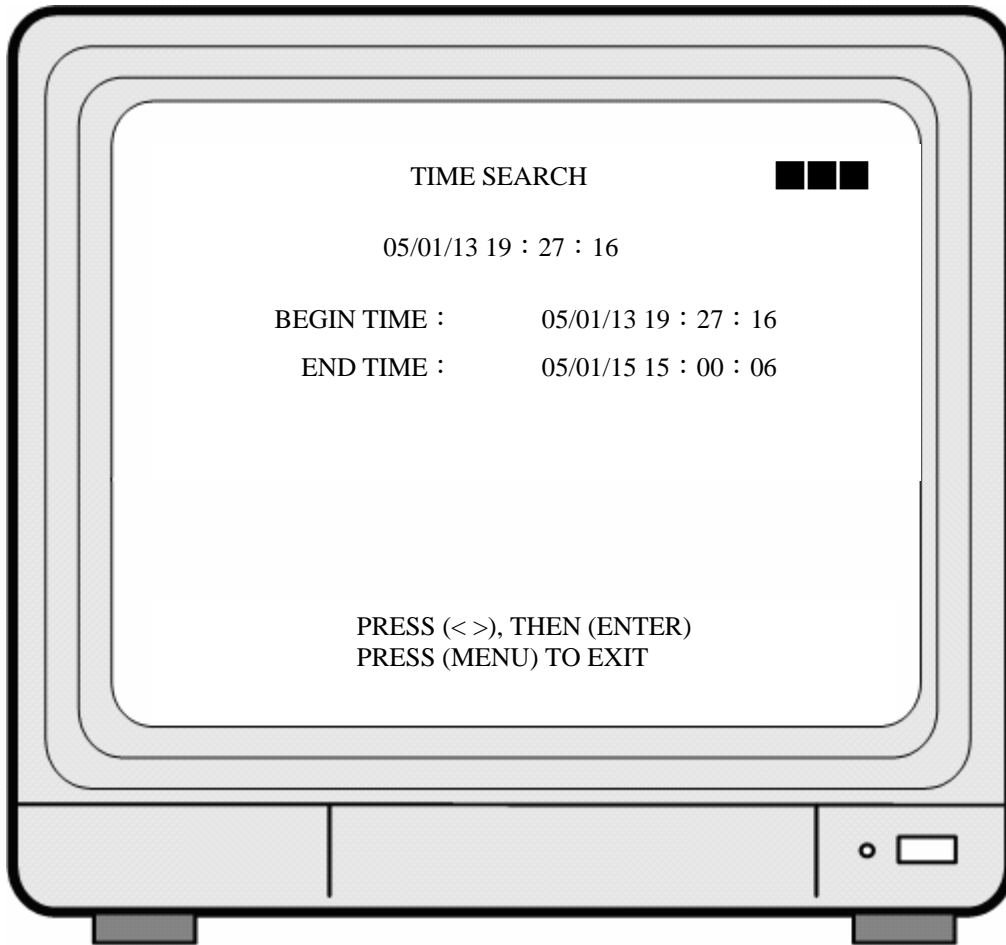 TIME SEARCH
05/01/13 19：27：16
BEGIN TIME： 05/01/13 19：27：16
END TIME： 05/01/15 15：00：06
PRESS (< >), THEN (ENTER)
PRESS (MENU) TO EXIT